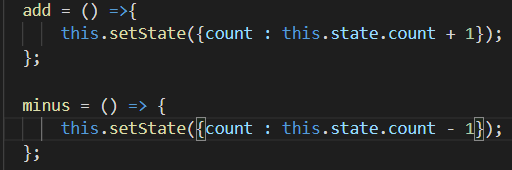 add = () =>{
this.setState({count : this.state.count + 1});
};
minus = () => {
this.setState({count : this.state.count - 1});
};